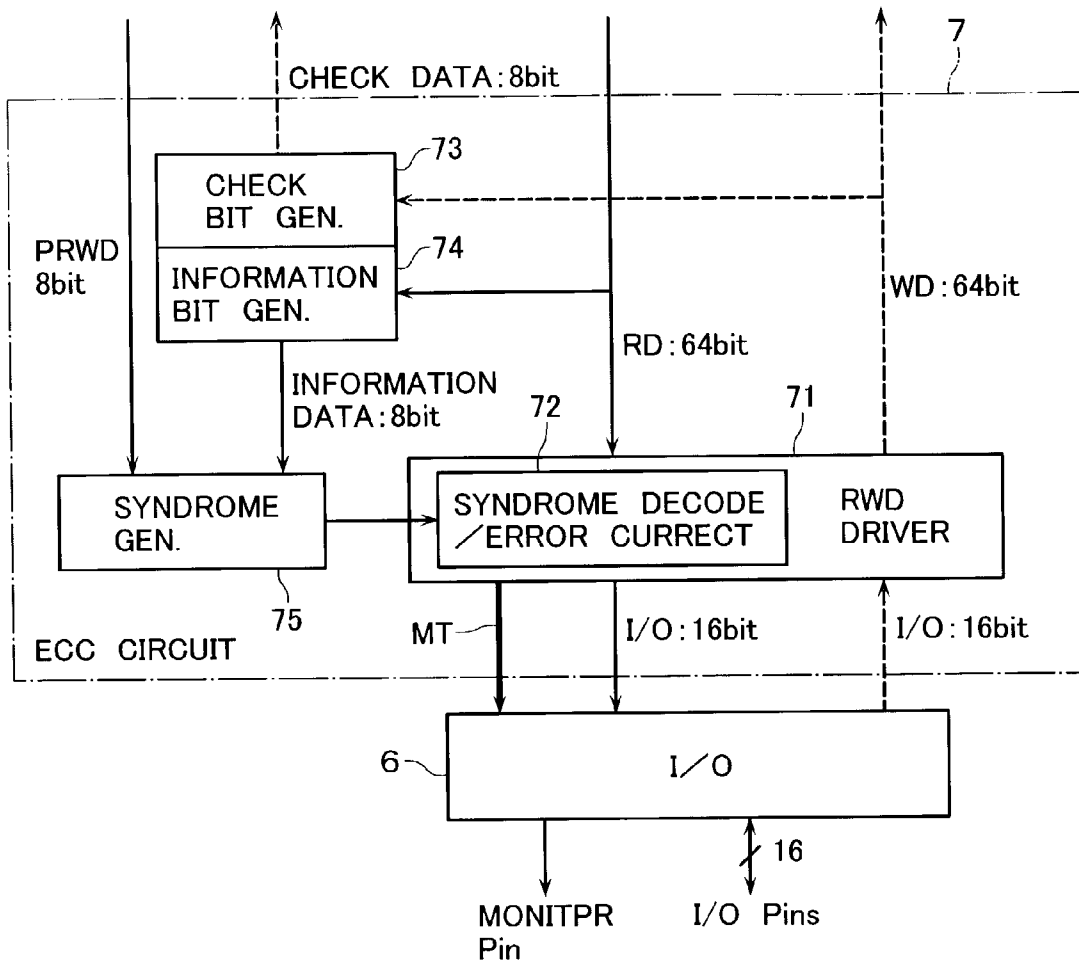 7
CHECK DATA:8bit
73
CHECK
BIT GEN.
74
PRWD
8bit
INFORMATION
BIT GEN.
WD:64bit
RD:64bit
INFORMATION
DATA:8bit
72
71
SYNDROME
GEN.
SYNDROME DECODE
/ERROR CURRECT
RWD
DRIVER
75
MT
I/O:16bit
I/O:16bit
ECC CIRCUIT
6
I/O
16
MONITPR
Pin
I/O Pins